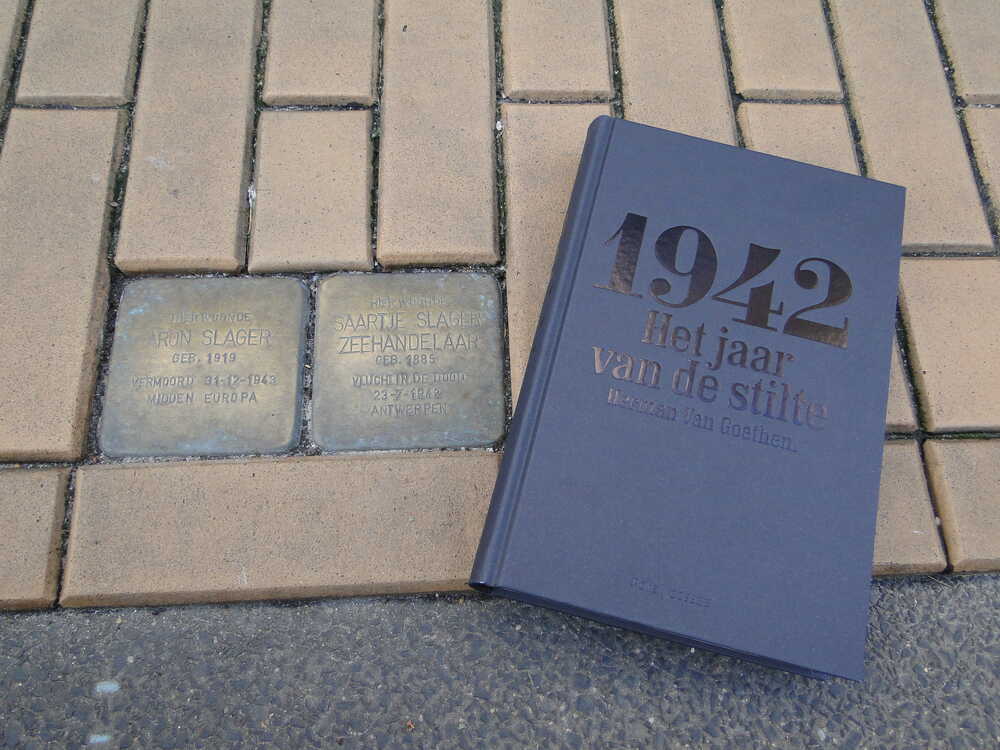 HIER WOONDE
ARON SLAGER
GEB. 1919
VERMOORD 31-12-1943
MIDDEN EUROPA
HIER WOONDE
SAARTJE SLAGER
ZEEHANDELAAR
GEB. 1885
VLUCHT IN DE DOOD
23-7-1942
ANTWERPEN
1942
Het jaar
van de stilte
Herman Van Goethem.